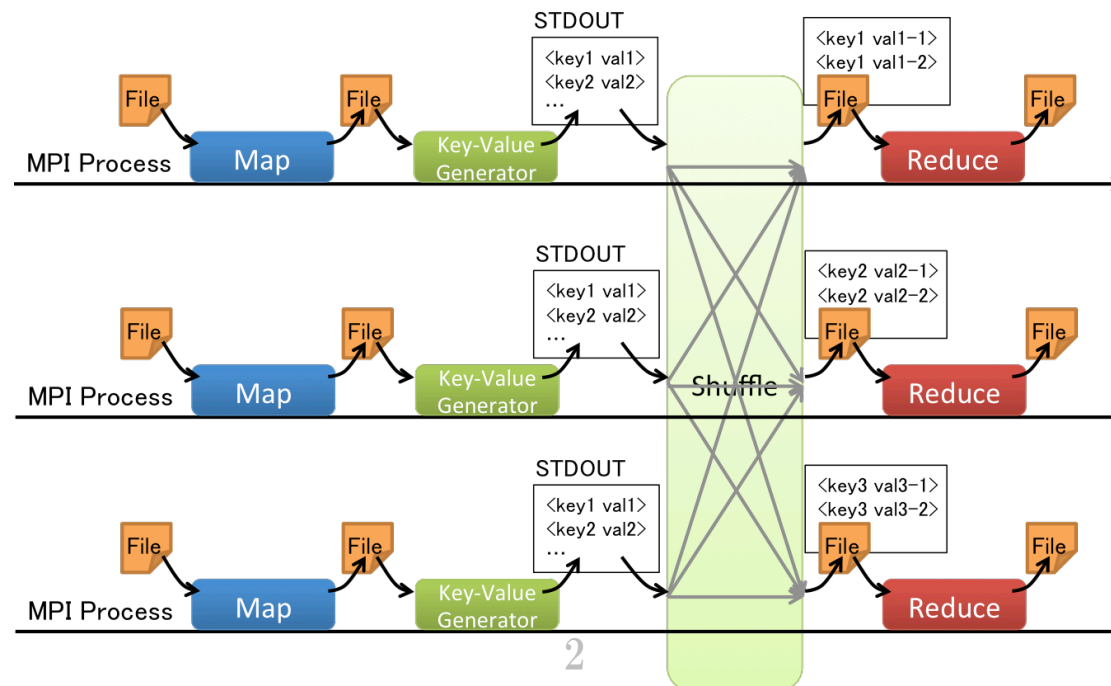 STDOUT
<key1 val1>
<key2 val2>
...
<key1 val1-1>
<key1 val1-2>
File
File
File
File
MPI Process
Map
Key-Value
Generator
Reduce
STDOUT
<key1 val1>
<key2 val2>
...
<key2 val2-1>
<key2 val2-2>
File
File
File
File
MPI Process
Map
Key-Value
Generator
Shuffle
Reduce
STDOUT
<key1 val1>
<key2 val2>
...
<key3 val3-1>
<key3 val3-2>
File
File
File
File
MPI Process
Map
Key-Value
Generator
Reduce
2